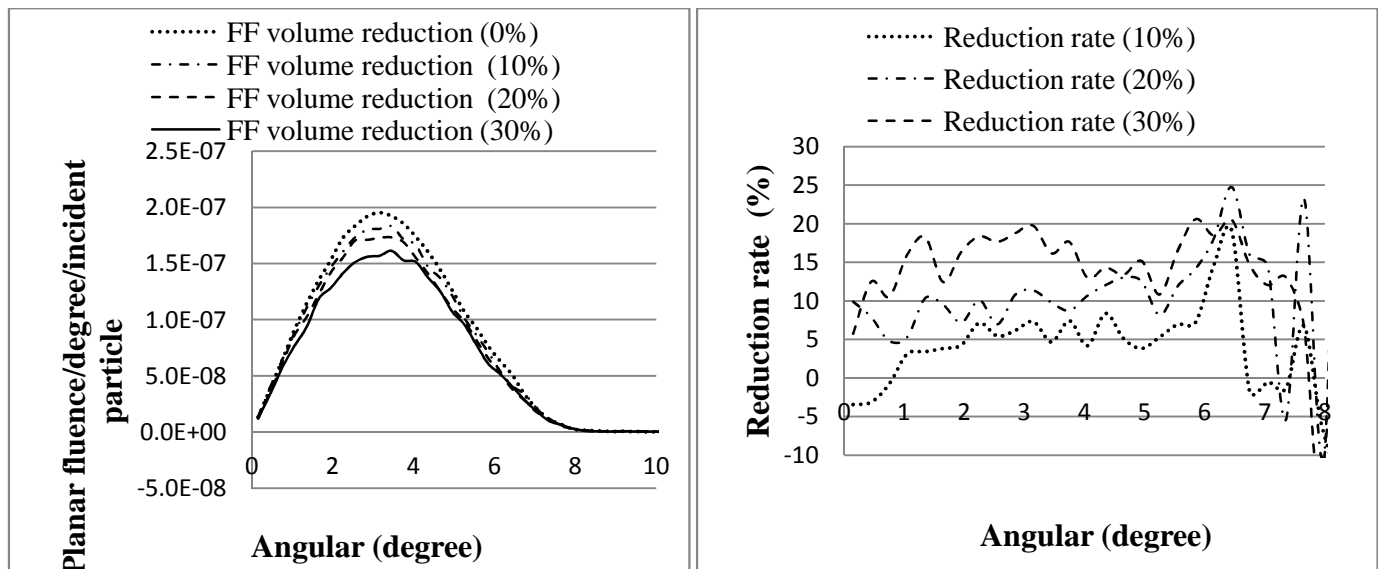 FF volume reduction (0%)
FF volume reduction (10%)
FF volume reduction (20%)
FF volume reduction (30%)
Planar fluence/degree/incident
particle
2.5E-07
2.0E-07
1.5E-07
1.0E-07
5.0E-08
0.0E+00
-5.0E-08
0 2 4 6 8 10
Angular (degree)
Reduction rate (10%)
Reduction rate (20%)
Reduction rate (30%)
Reduction rate (%)
30
25
20
15
10
5
0
-5
-10
0 1 2 3 4 5 6 7 8
Angular (degree)